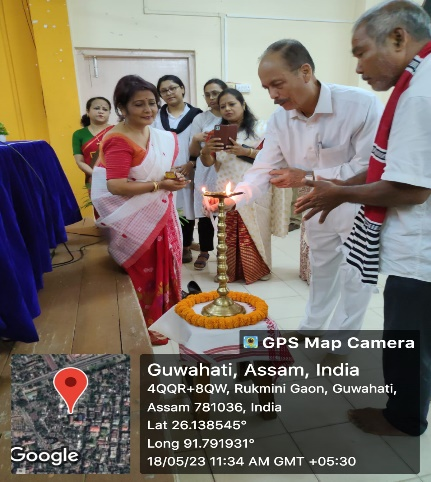 GPS Map Camera
Guwahati, Assam, India
4QQR+8QW, Rukmini Gaon, Guwahati,
Assam 781036, India
Lat 26.138545°
Long 91.791931°
18/05/23 11:34 AM GMT +05:30
Google